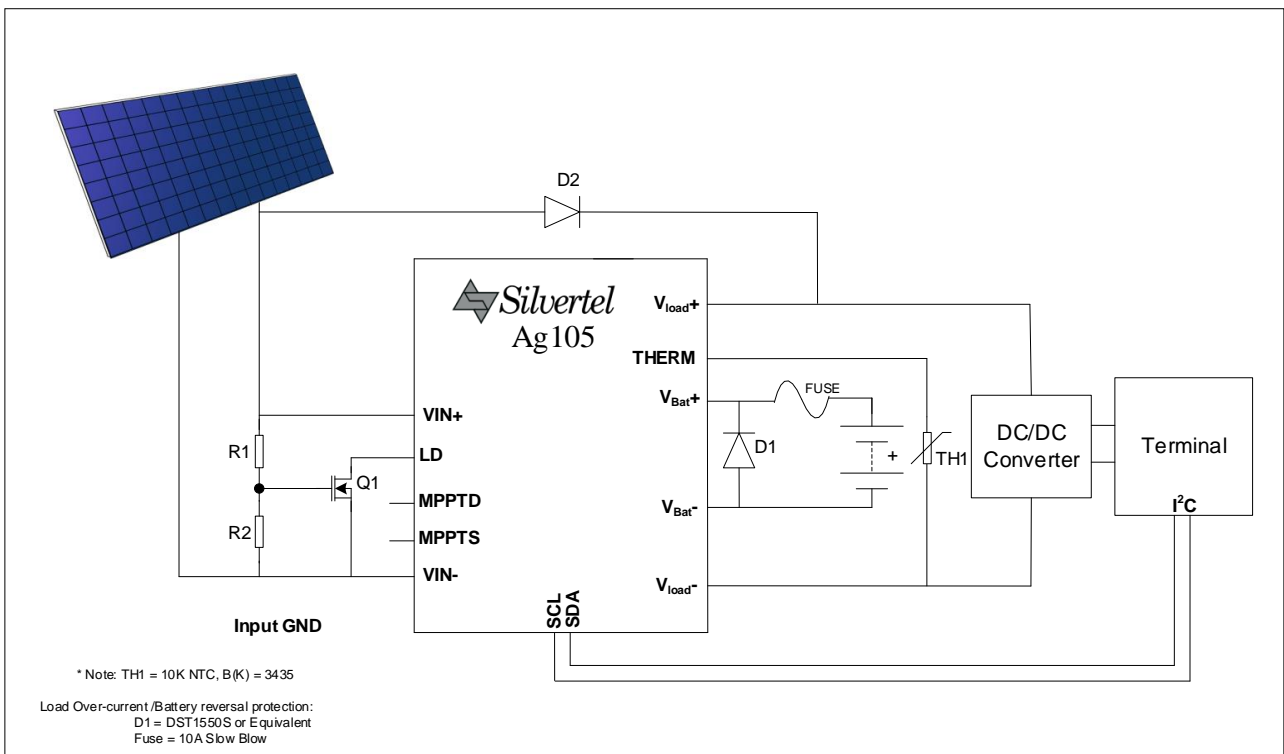 D2
Silvertel
Ag105
Vload+
THERM
VBat+
FUSE
VIN+
R1
LD
Q1
D1
+
TH1
DC/DC
Converter
Terminal
MPPTD
R2
MPPTS
VBat-
I²C
VIN-
Vload-
SCL
SDA
Input GND
* Note: TH1 = 10K NTC, B(K) = 3435
Load Over-current /Battery reversal protection:
D1 = DST1550S or Equivalent
Fuse = 10A Slow Blow